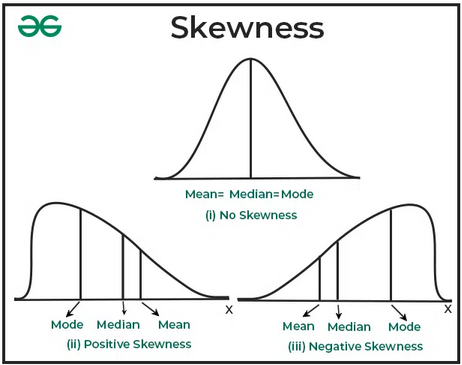 Skewness
Mean= Median=Mode
(i) No Skewness
X
Mode Median Mean
(ii) Positive Skewness
X
Mean Median Mode
(iii) Negative Skewness